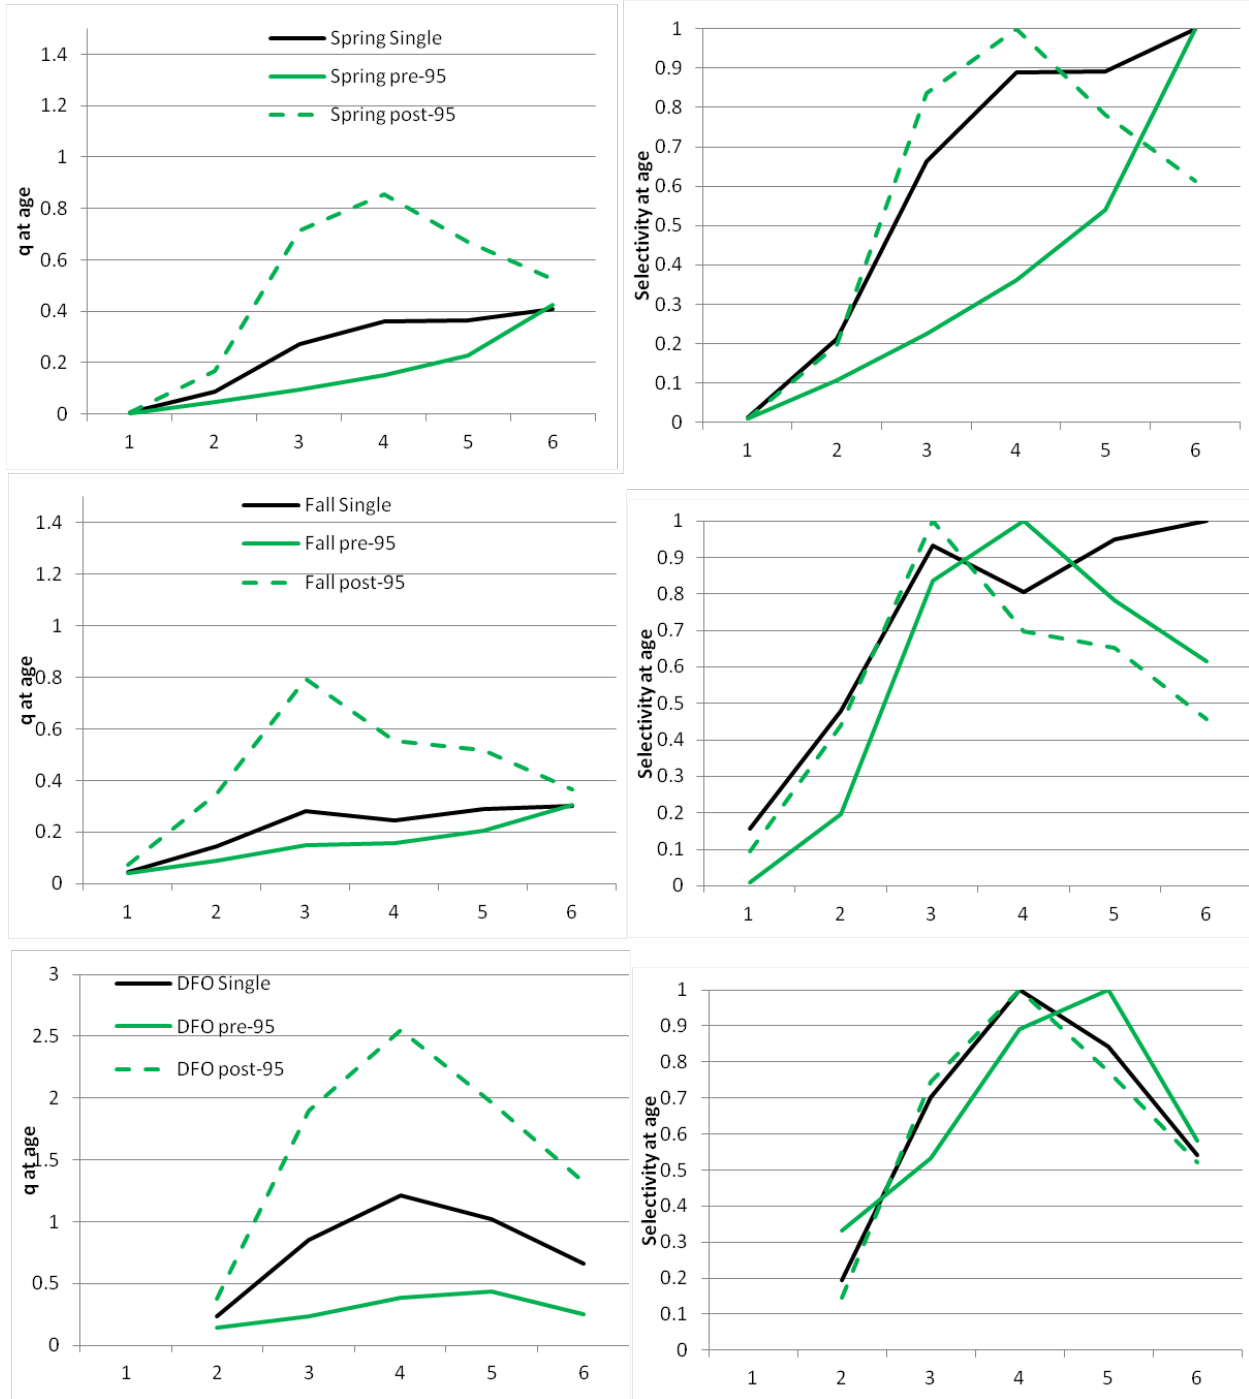 Spring Single
Spring pre-95
Spring post-95
q at age
1.4
1.2
1
0.8
0.6
0.4
0.2
0
1 2 3 4 5 6
Selectivity at age
1
0.9
0.8
0.7
0.6
0.5
0.4
0.3
0.2
0.1
0
1 2 3 4 5 6
Fall Single
Fall pre-95
Fall post-95
q at age
1.4
1.2
1
0.8
0.6
0.4
0.2
0
1 2 3 4 5 6
Selectivity at age
1
0.9
0.8
0.7
0.6
0.5
0.4
0.3
0.2
0.1
0
1 2 3 4 5 6
DFO Single
DFO pre-95
DFO post-95
q at age
3
2.5
2
1.5
1
0.5
0
1 2 3 4 5 6
Selectivity at age
1
0.9
0.8
0.7
0.6
0.5
0.4
0.3
0.2
0.1
0
1 2 3 4 5 6